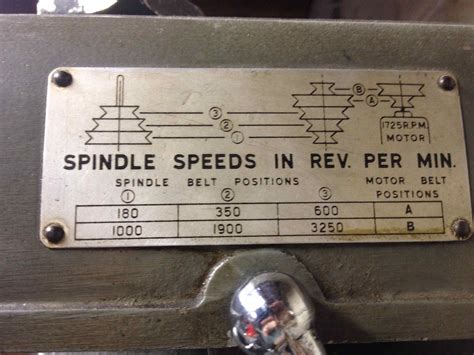 ③
②
①
Ⓑ
Ⓐ
1725 R.P.M.
MOTOR
SPINDLE SPEEDS IN REV. PER MIN.
SPINDLE BELT POSITIONS MOTOR BELT
① ② ③ POSITIONS
180 350 600 A
1000 1900 3250 B